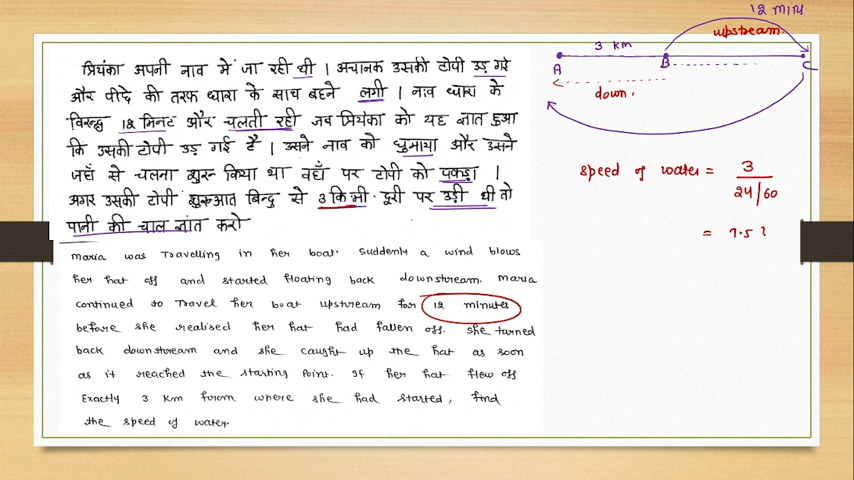 12 mins
upstream
3 km
A
B
C
down.
प्रियंका अपनी नाव में जा रही थी । अचानक उसकी टोपी उड़ गई
और पीछे की तरफ धारा के साथ बहने लगी । नाव धारा के
विरुद्ध 12 मिनट और चलती रही जब प्रियंका को यह ज्ञात हुआ
कि उसकी टोपी उड़ गई है । उसने नाव को घुमाया और उसने
जहाँ से चलना शुरू किया था वहाँ पर टोपी को पकड़ा ।
अगर उसकी टोपी शुरुआत बिन्दु से 3 कि.मी. दूरी पर उड़ी थी तो
पानी की चाल ज्ञात करो
speed of water = 3
24/60
= 7.5
maria was Travelling in her boat. Suddenly a wind blows
her hat off and started floating back downstream. Maria
continued to Travel her boat upstream for 12 minutes
before she realised her hat had fallen off. she turned
back downstream and she caught up the hat as soon
as it reached the starting Point. If her hat flew off
Exactly 3 km from where she had started, find
the speed of water.